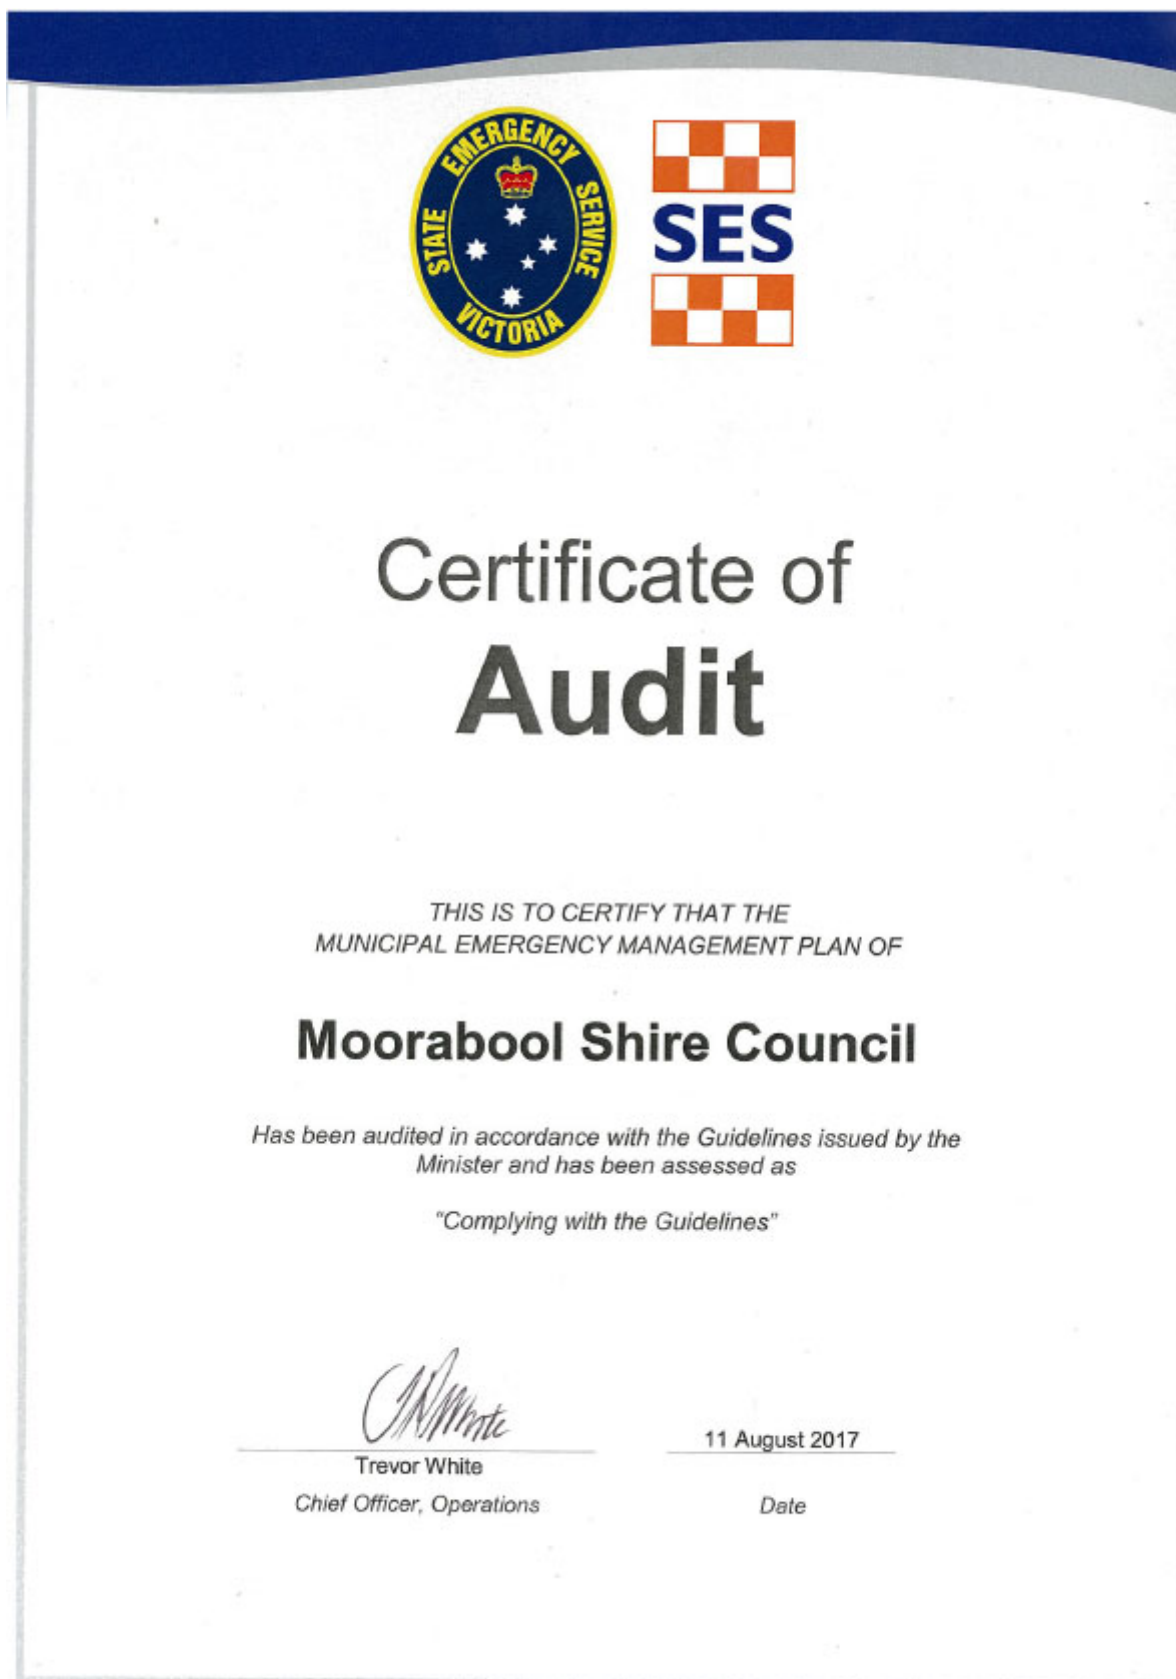 STATE EMERGENCY SERVICE
VICTORIA
SES
Certificate of
Audit
THIS IS TO CERTIFY THAT THE
MUNICIPAL EMERGENCY MANAGEMENT PLAN OF
Moorabool Shire Council
Has been audited in accordance with the Guidelines issued by the
Minister and has been assessed as
"Complying with the Guidelines"
TRWhite
11 August 2017
Trevor White
Chief Officer, Operations
Date